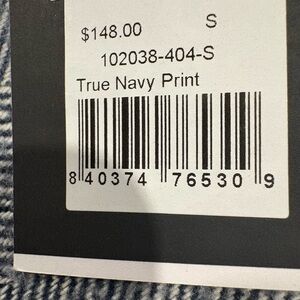 $148.00 S
102038-404-S
True Navy Print
8 40374 76530 9